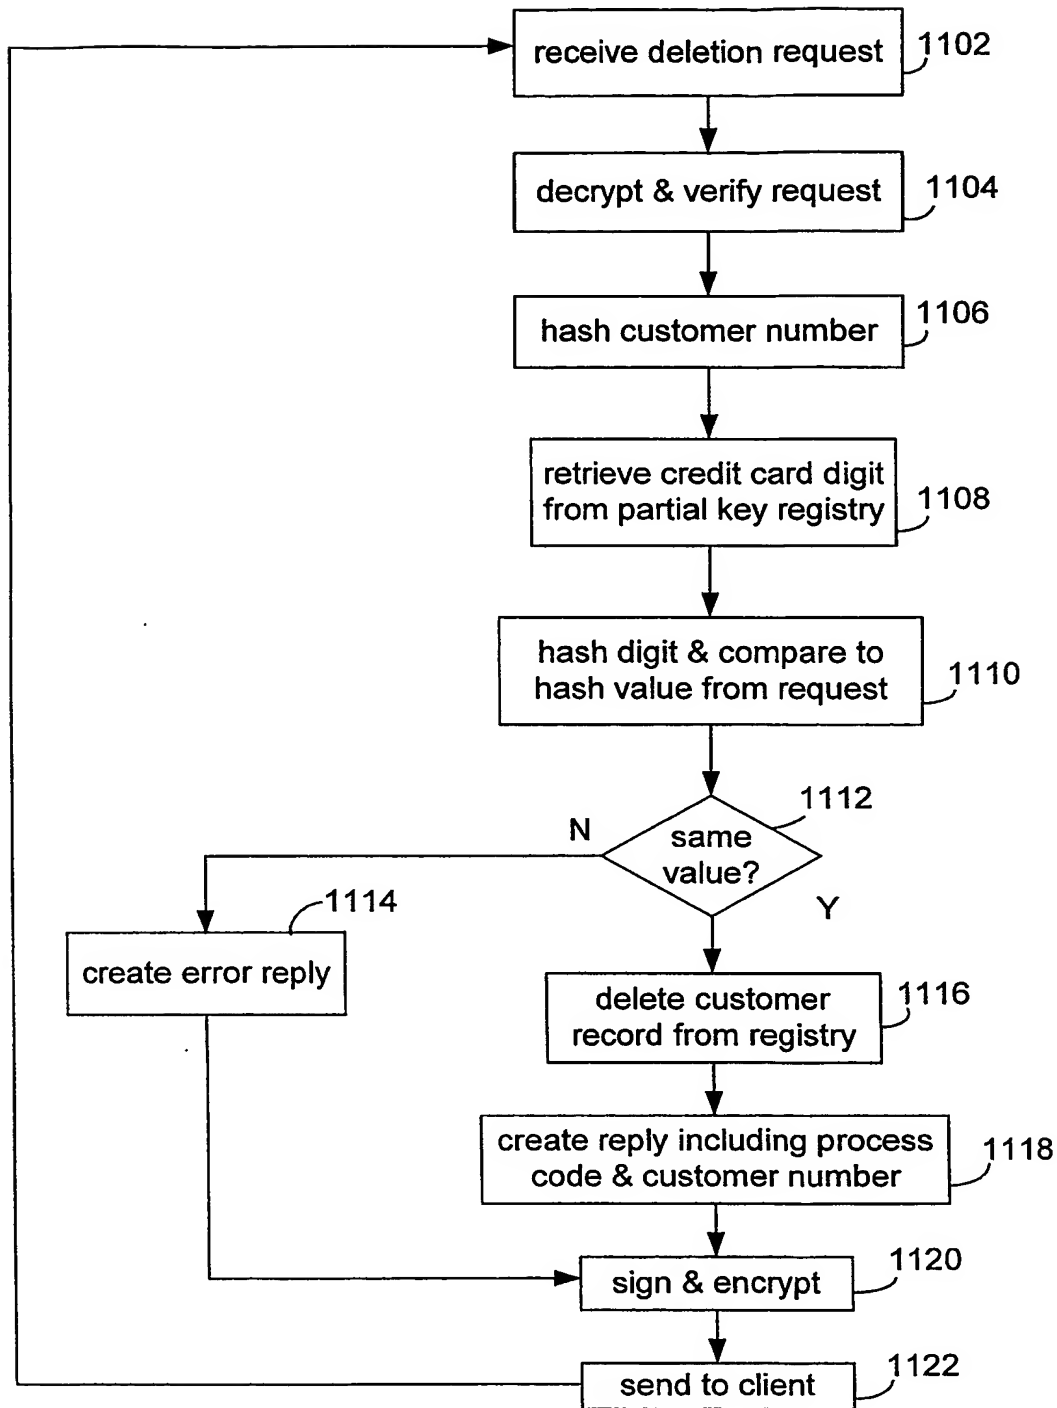 receive deletion request
1102
decrypt & verify request
1104
hash customer number
1106
retrieve credit card digit
from partial key registry
1108
hash digit & compare to
hash value from request
1110
same
value?
1112
N
Y
1114
create error reply
delete customer
record from registry
1116
create reply including process
code & customer number
1118
sign & encrypt
1120
send to client
1122